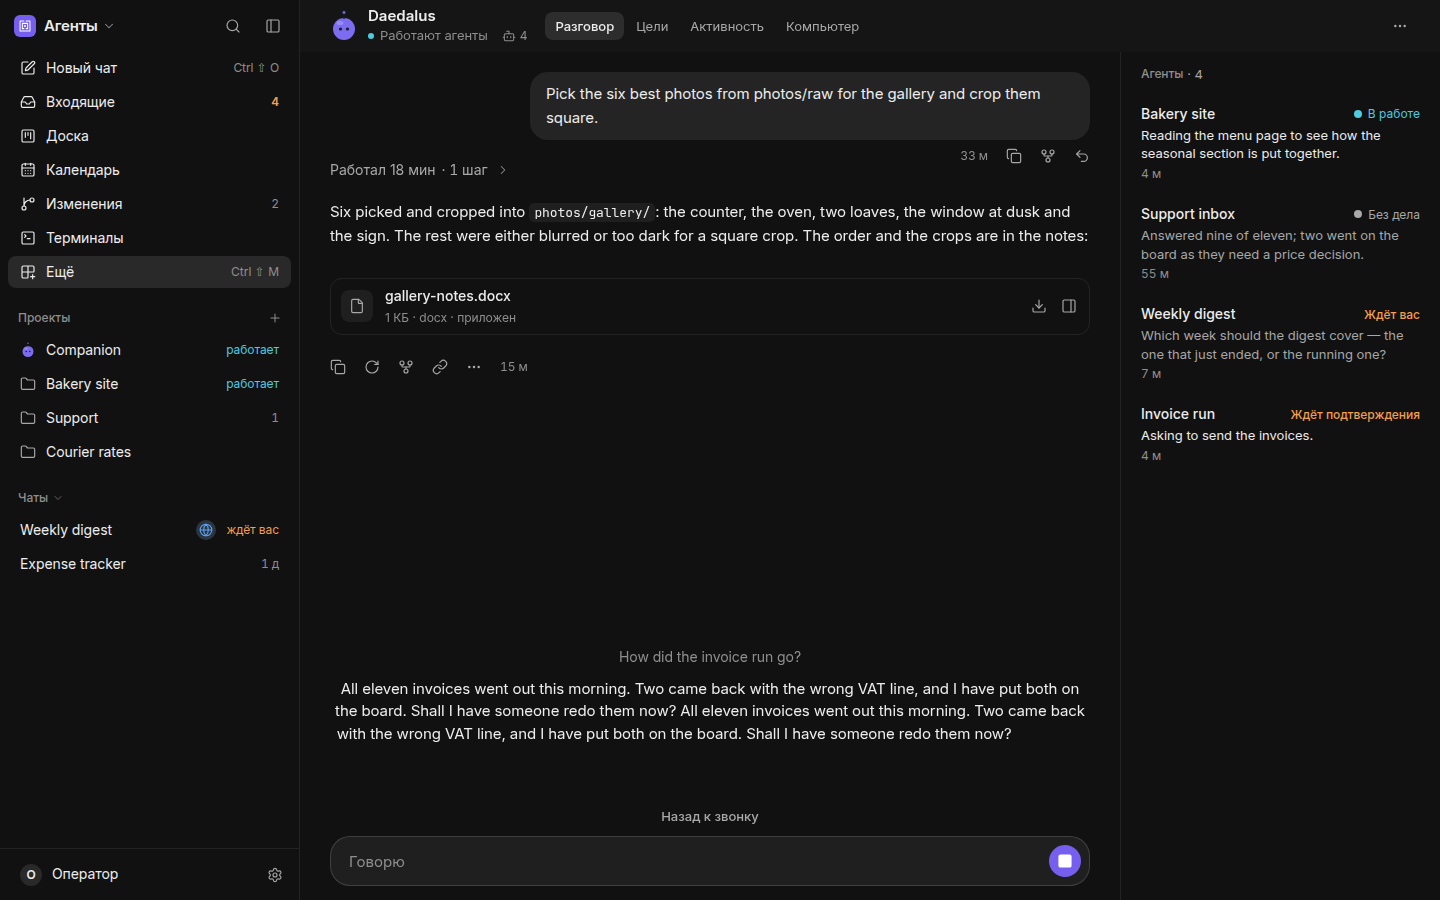 Агенты
Новый чат
Ctrl ⇧ O
Входящие
4
Доска
Календарь
Изменения
2
Терминалы
Ещё
Ctrl ⇧ M
Проекты
Companion
работает
Bakery site
работает
Support
1
Courier rates
Чаты
Weekly digest
ждёт вас
Expense tracker
1 д
О
Оператор
Daedalus
Работают агенты
4
Разговор
Цели
Активность
Компьютер
Pick the six best photos from photos/raw for the gallery and crop them
square.
33 м
Работал 18 мин · 1 шаг
Six picked and cropped into photos/gallery/: the counter, the oven, two loaves, the window at dusk and
the sign. The rest were either blurred or too dark for a square crop. The order and the crops are in the notes:
gallery-notes.docx
1 КБ · docx · приложен
15 м
How did the invoice run go?
All eleven invoices went out this morning. Two came back with the wrong VAT line, and I have put both on
the board. Shall I have someone redo them now? All eleven invoices went out this morning. Two came back
with the wrong VAT line, and I have put both on the board. Shall I have someone redo them now?
Назад к звонку
Говорю
Агенты · 4
Bakery site
В работе
Reading the menu page to see how the
seasonal section is put together.
4 м
Support inbox
Без дела
Answered nine of eleven; two went on the
board as they need a price decision.
55 м
Weekly digest
Ждёт вас
Which week should the digest cover — the
one that just ended, or the running one?
7 м
Invoice run
Ждёт подтверждения
Asking to send the invoices.
4 м